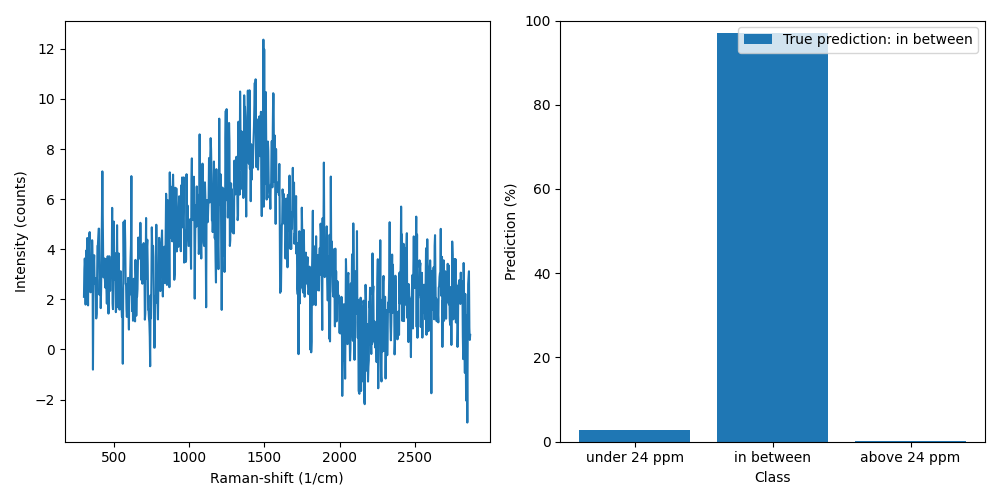 Intensity (counts)
12
10
8
6
4
2
0
−2
500
1000
1500
2000
2500
Raman-shift (1/cm)
Prediction (%)
100
80
60
40
20
0
True prediction: in between
under 24 ppm
in between
above 24 ppm
Class